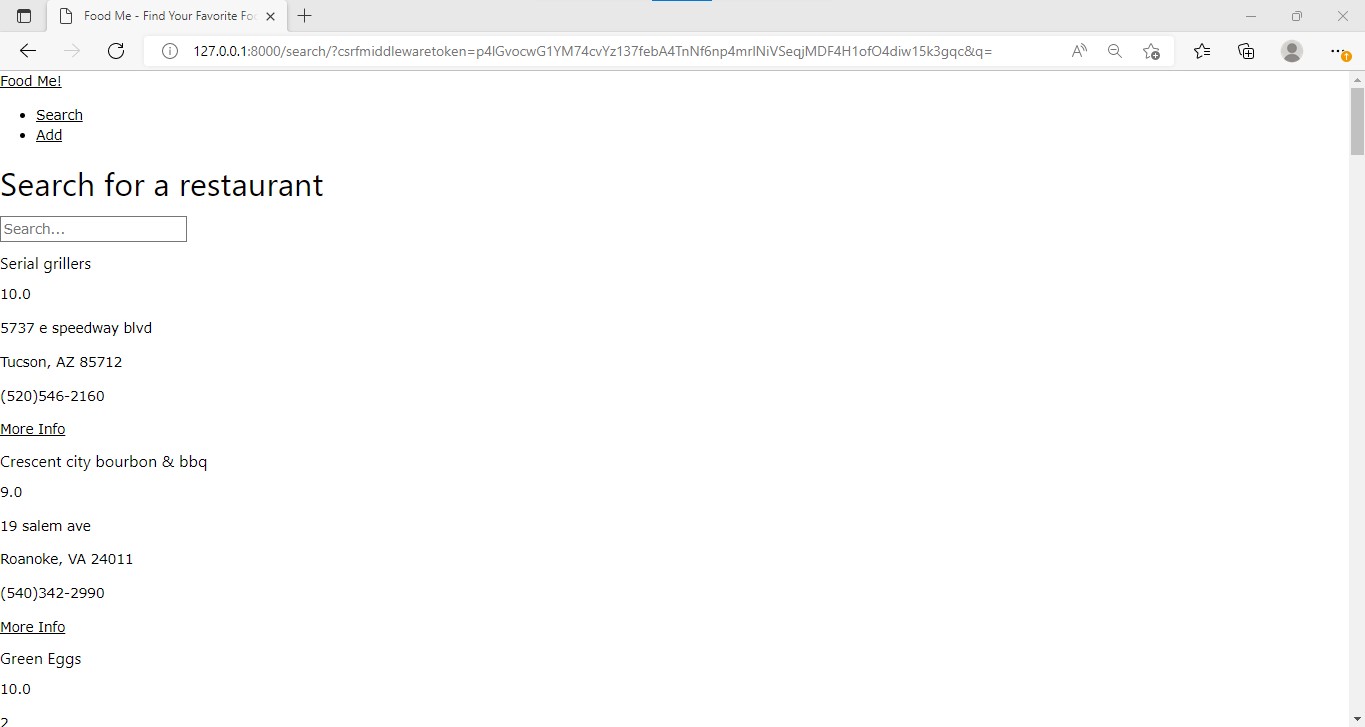 Food Me - Find Your Favorite Fo
127.0.0.1:8000/search/?csrfmiddlewaretoken=p4lGvocwG1YM74cvYz137febA4TnNf6np4mrlNiVSeqjMDF4H1ofO4diw15k3gqc&q=
Food Me!
Search
Add
Search for a restaurant
Search...
Serial grillers
10.0
5737 e speedway blvd
Tucson, AZ 85712
(520)546-2160
More Info
Crescent city bourbon & bbq
9.0
19 salem ave
Roanoke, VA 24011
(540)342-2990
More Info
Green Eggs
10.0
2